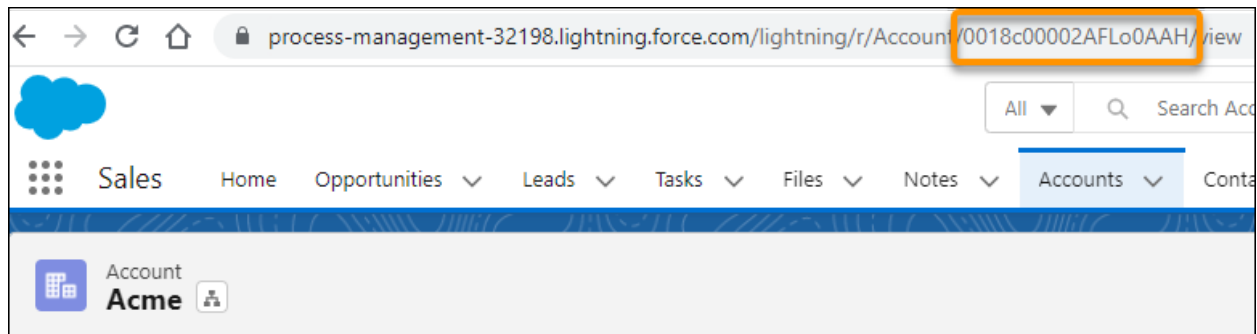 process-management-32198.lightning.force.com/lightning/r/Account/0018c00002AFLo0AAH/view
All Search Acc
Sales Home Opportunities Leads Tasks Files Notes Accounts Conta
Account
Acme